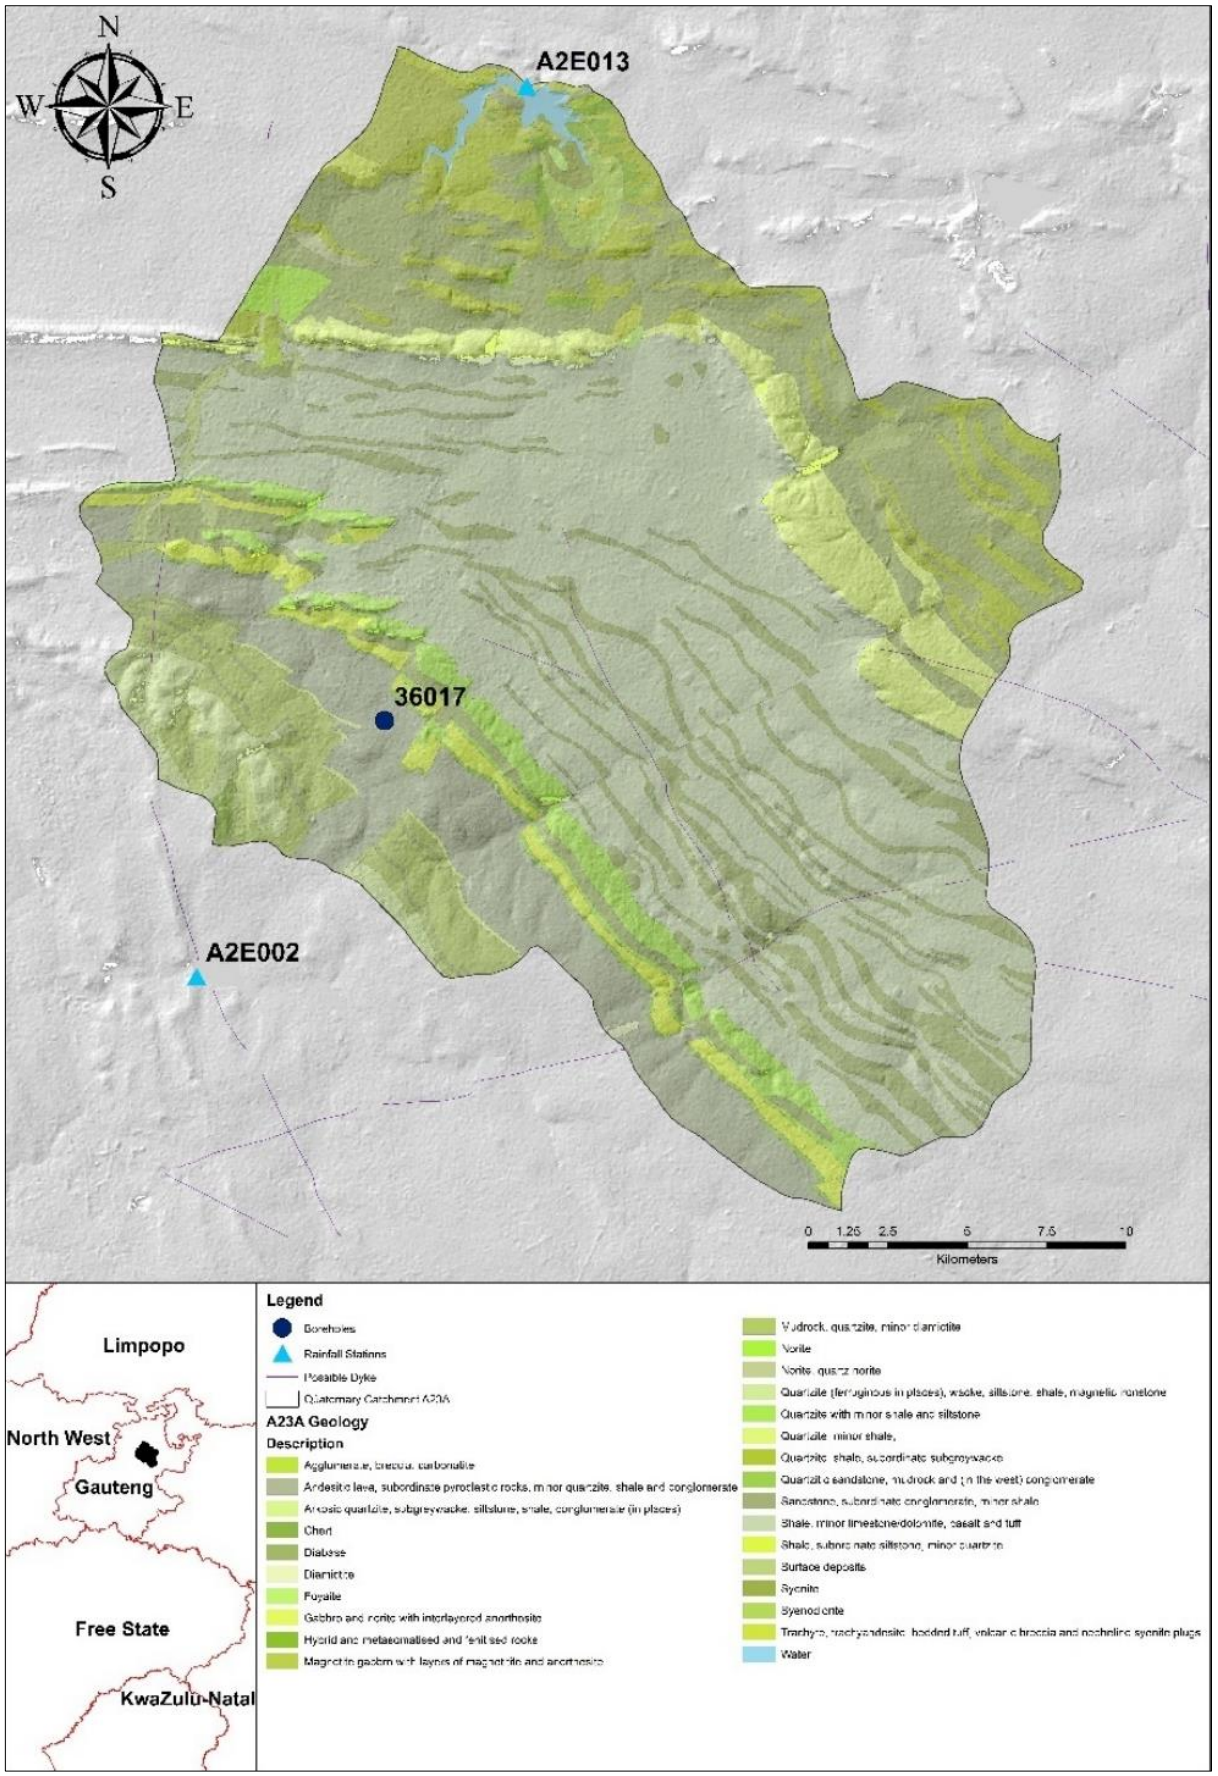 N
W
E
S
A2E013
36017
A2E002
0 1.25 2.5 5 7.5 10
Kilometers
Limpopo
North West
Gauteng
Free State
KwaZulu-Natal
Legend
Boreholes
Rainfall Stations
Possible Dyke
Quaternary Catchment A23A
A23A Geology
Description
Agglomerate, breccia, carbonatite
Andesitic lava, subordinate pyroclastic rocks, minor quartzite, shale and conglomerate
Arkosic quartzite, subgreywacke, siltstone, shale, conglomerate (in places)
Chert
Diabase
Diamictite
Foyaite
Gabbro and norite with interlayered anorthosite
Hybrid and metasomatised and fenitised rocks
Magnetite gabbro with layers of magnetitite and anorthosite
Mudrock, quartzite, minor diamictite
Norite
Norite, quartz norite
Quartzite (ferruginous in places), wacke, siltstone, shale, magnetic ironstone
Quartzite with minor shale and siltstone
Quartzite, minor shale,
Quartzite, shale, subordinate subgreywacke
Quartzitic sandstone, mudrock and (in the west) conglomerate
Sandstone, subordinate conglomerate, minor shale
Shale, minor limestone/dolomite, basalt and tuff
Shale, subordinate siltstone, minor quartzite
Surface deposits
Syenite
Syenodiorite
Trachyte, trachyandesite, bedded tuff, volcanic breccia and nepheline syenite plugs
Water